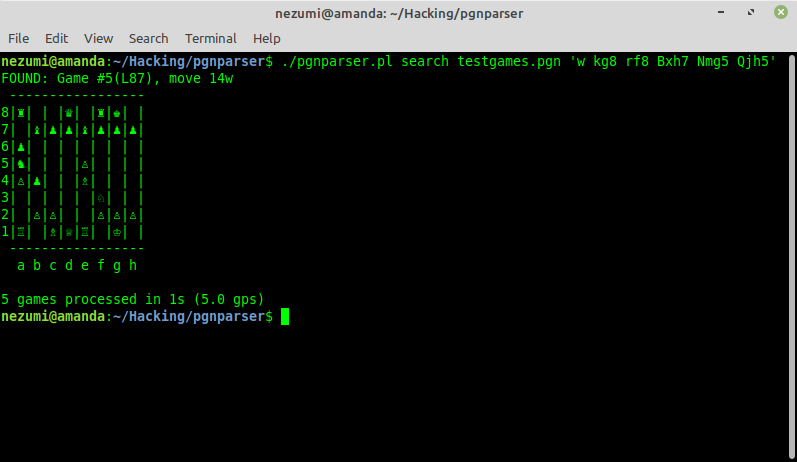 nezumi@amanda: ~/Hacking/pgnparser
File Edit View Search Terminal Help
nezumi@amanda:~/Hacking/pgnparser$ ./pgnparser.pl search testgames.pgn 'w kg8 rf8 Bxh7 Nmg5 Qjh5'
FOUND: Game #5(L87), move 14w
-----------------
8|♜| | |♛| |♜|♚| |
7| |♝|♟|♟|♝|♟|♟|♟|
6|♟| | | | | | | |
5|♞| | | |♙| | | |
4|♙|♟| | |♗| | | |
3| | | | | |♘| | |
2| |♙|♙| | |♙|♙|♙|
1|♖| |♗|♕|♖| |♔| |
-----------------
a b c d e f g h
5 games processed in 1s (5.0 gps)
nezumi@amanda:~/Hacking/pgnparser$